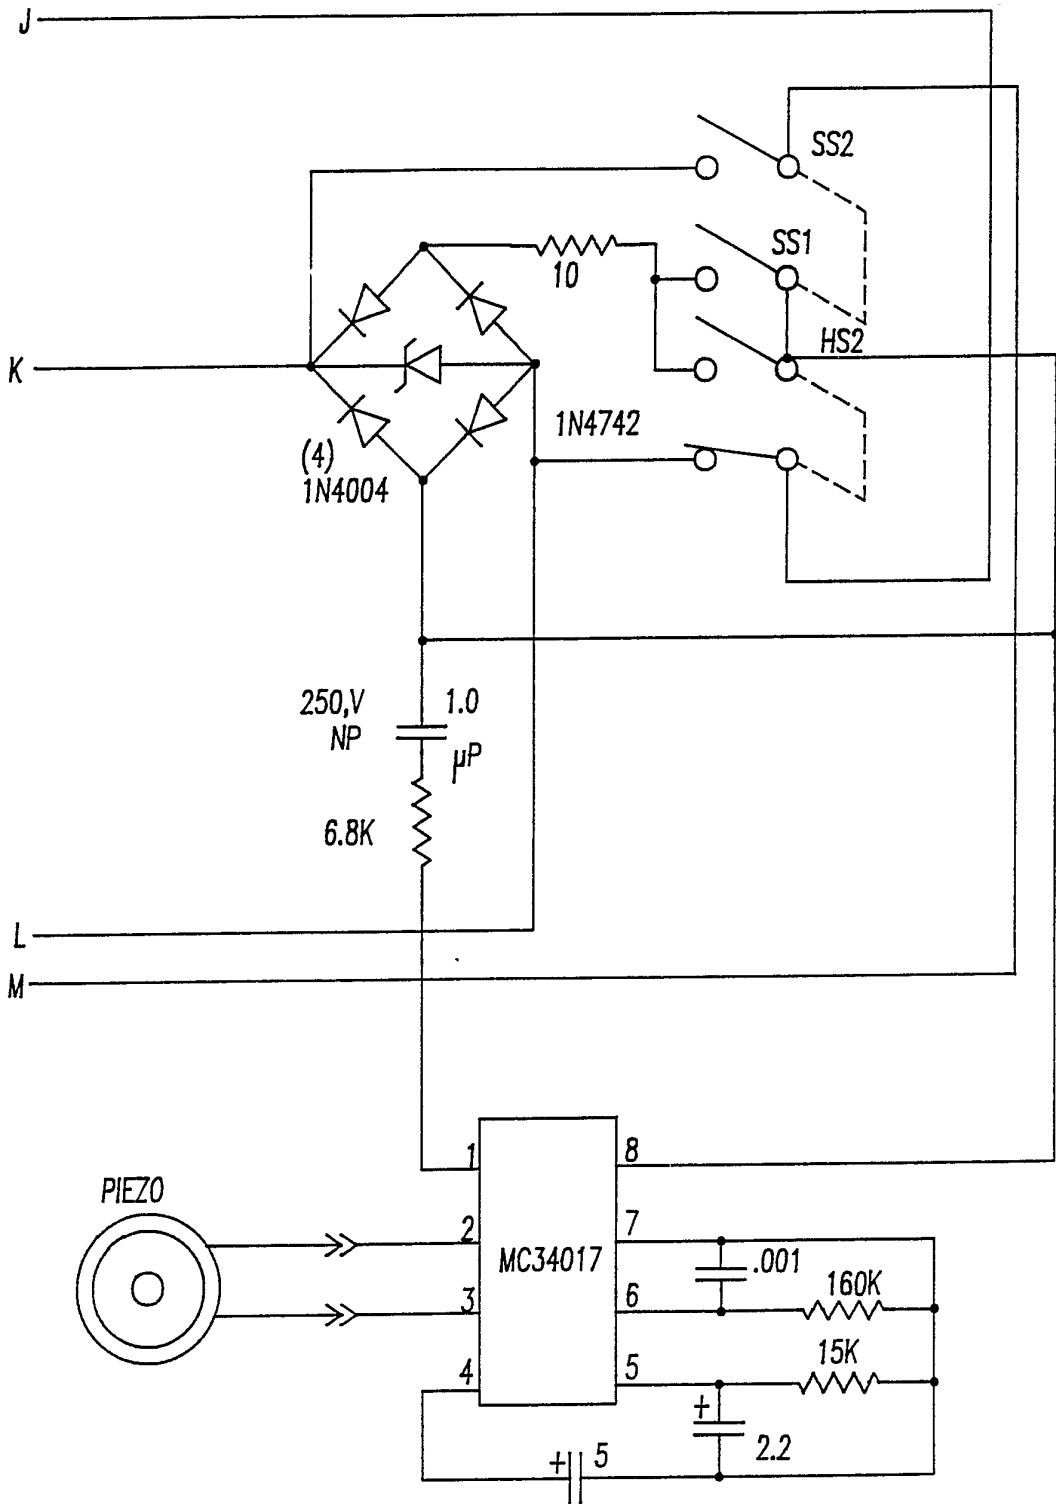 J
SS2
SS1
10
HS2
K
1N4742
(4)
1N4004
250,V 1.0
NP µP
6.8K
L
M
1 8
PIEZO
2 7
MC34017 .001
3 6 160K
4 5 15K
+
2.2
+ 5